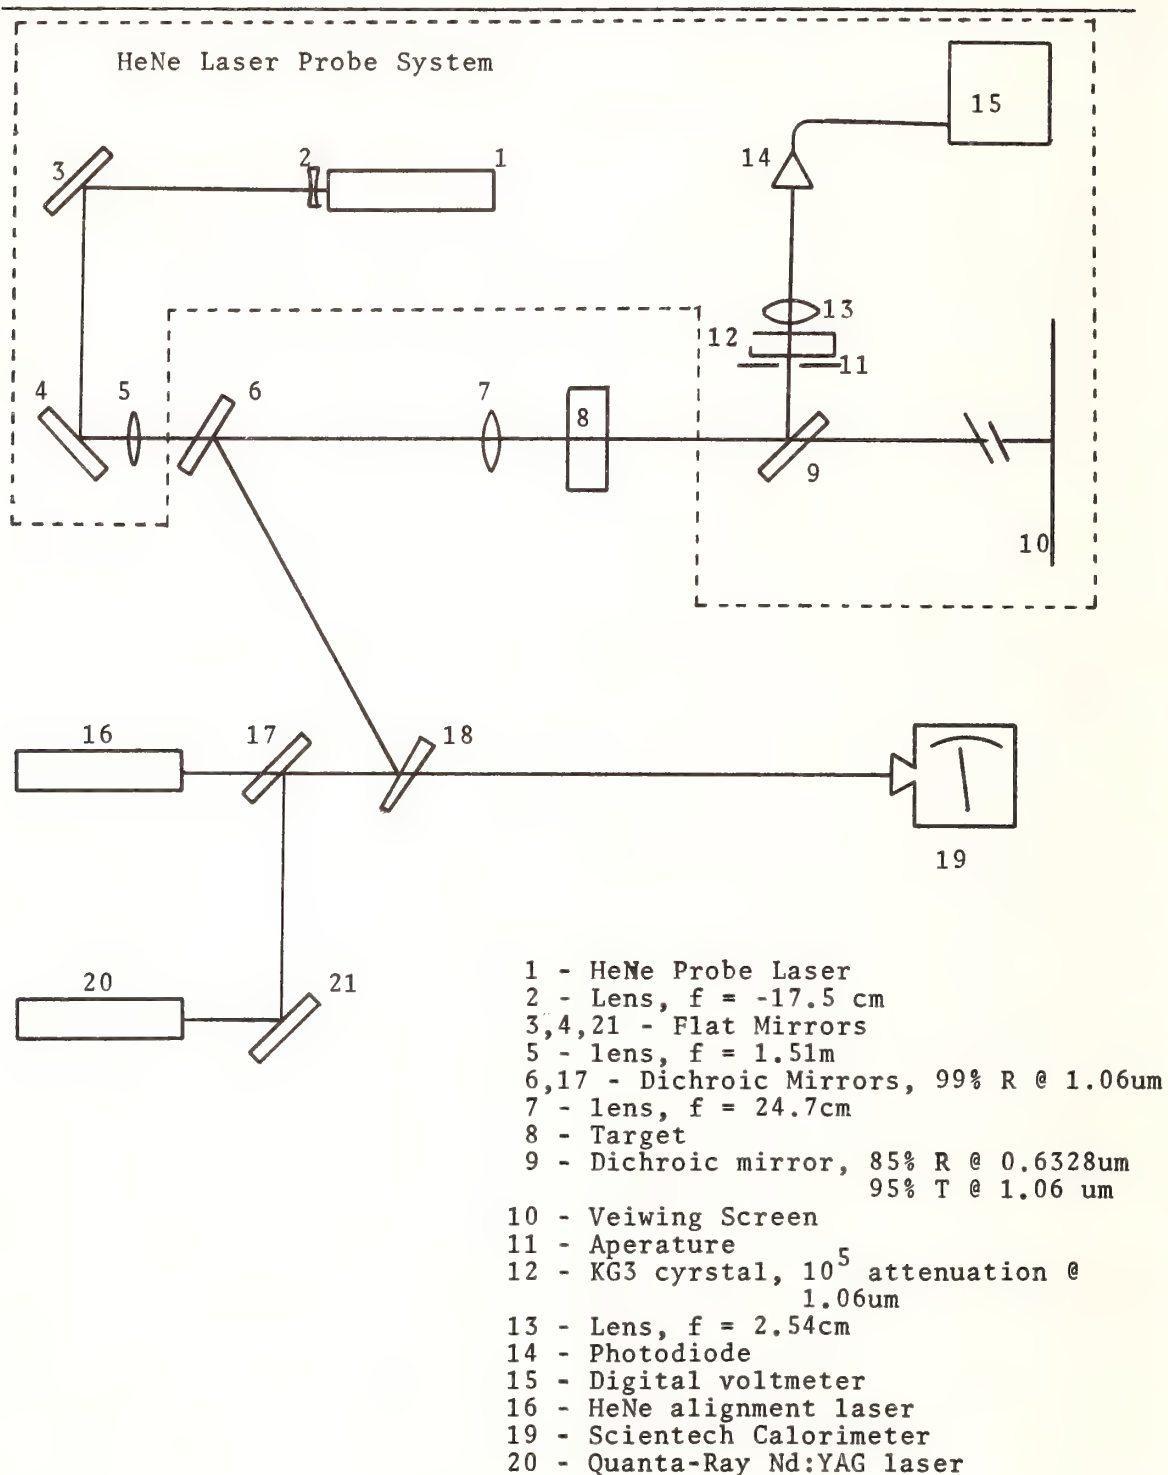 HeNe Laser Probe System
15
3
2
1
14
13
12
11
4
5
6
7
8
9
10
16
17
18
19
20
21
1 - HeNe Probe Laser
2 - Lens, f = -17.5 cm
3,4,21 - Flat Mirrors
5 - lens, f = 1.51m
6,17 - Dichroic Mirrors, 99% R @ 1.06um
7 - lens, f = 24.7cm
8 - Target
9 - Dichroic mirror, 85% R @ 0.6328um
95% T @ 1.06 um
10 - Veiwing Screen
11 - Aperature
12 - KG3 cyrstal, 10^5 attenuation @
1.06um
13 - Lens, f = 2.54cm
14 - Photodiode
15 - Digital voltmeter
16 - HeNe alignment laser
19 - Scientech Calorimeter
20 - Quanta-Ray Nd:YAG laser